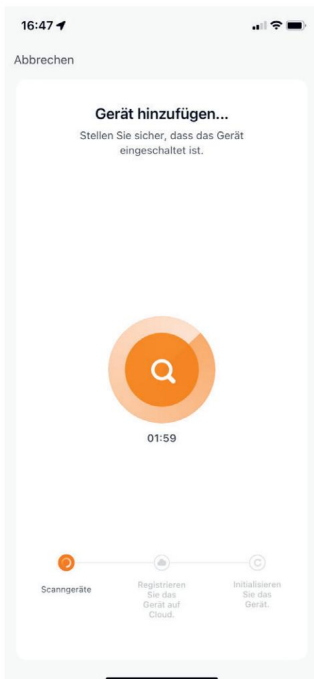 16:47
Abbrechen
Gerät hinzufügen...
Stellen Sie sicher, dass das Gerät
eingeschaltet ist.
01:59
Scanngeräte
Registrieren
Sie das
Gerät auf
Cloud.
Initialisieren
Sie das
Gerät.